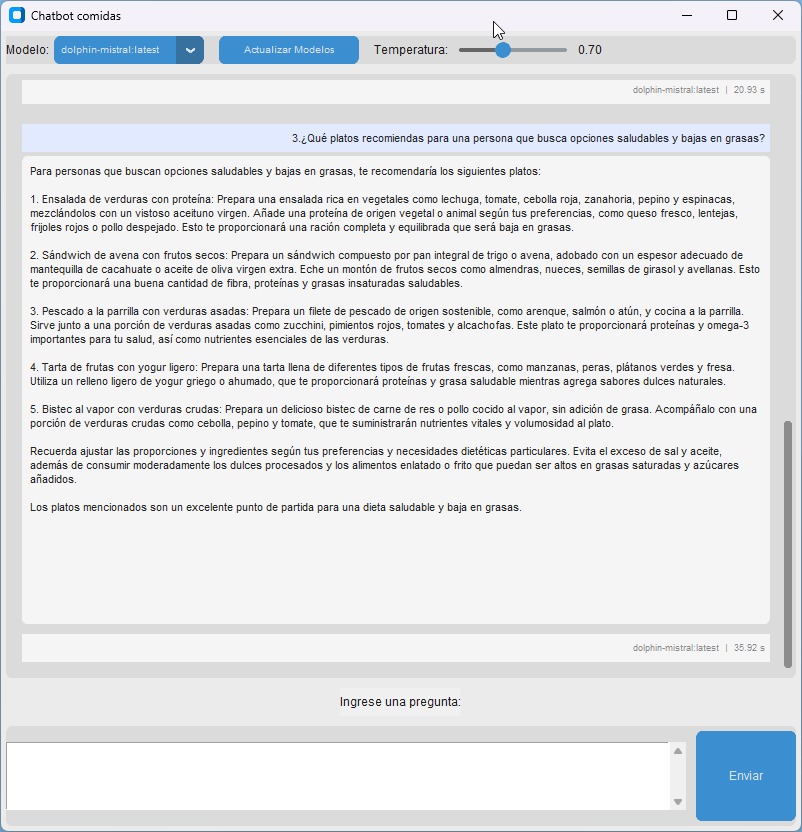 Chatbot comidas
Modelo: dolphin-mistral:latest Actualizar Modelos Temperatura: 0.70
dolphin-mistral:latest | 20.93 s
3.¿Qué platos recomiendas para una persona que busca opciones saludables y bajas en grasas?
Para personas que buscan opciones saludables y bajas en grasas, te recomendaría los siguientes platos:
1. Ensalada de verduras con proteína: Prepara una ensalada rica en vegetales como lechuga, tomate, cebolla roja, zanahoria, pepino y espinacas,
mezclándolos con un vistoso aceituno virgen. Añade una proteína de origen vegetal o animal según tus preferencias, como queso fresco, lentejas,
frijoles rojos o pollo despejado. Esto te proporcionará una ración completa y equilibrada que será baja en grasas.
2. Sándwich de avena con frutos secos: Prepara un sándwich compuesto por pan integral de trigo o avena, adobado con un espesor adecuado de
mantequilla de cacahuate o aceite de oliva virgen extra. Eche un montón de frutos secos como almendras, nueces, semillas de girasol y avellanas. Esto
te proporcionará una buena cantidad de fibra, proteínas y grasas insaturadas saludables.
3. Pescado a la parrilla con verduras asadas: Prepara un filete de pescado de origen sostenible, como arenque, salmón o atún, y cocina a la parrilla.
Sirve junto a una porción de verduras asadas como zucchini, pimientos rojos, tomates y alcachofas. Este plato te proporcionará proteínas y omega-3
importantes para tu salud, así como nutrientes esenciales de las verduras.
4. Tarta de frutas con yogur ligero: Prepara una tarta llena de diferentes tipos de frutas frescas, como manzanas, peras, plátanos verdes y fresa.
Utiliza un relleno ligero de yogur griego o ahumado, que te proporcionará proteínas y grasa saludable mientras agrega sabores dulces naturales.
5. Bistec al vapor con verduras crudas: Prepara un delicioso bistec de carne de res o pollo cocido al vapor, sin adición de grasa. Acompáñalo con una
porción de verduras crudas como cebolla, pepino y tomate, que te suministrarán nutrientes vitales y volumosidad al plato.
Recuerda ajustar las proporciones y ingredientes según tus preferencias y necesidades dietéticas particulares. Evita el exceso de sal y aceite,
además de consumir moderadamente los dulces procesados y los alimentos enlatado o frito que puedan ser altos en grasas saturadas y azúcares
añadidos.
Los platos mencionados son un excelente punto de partida para una dieta saludable y baja en grasas.
dolphin-mistral:latest | 35.92 s
Ingrese una pregunta:
Enviar